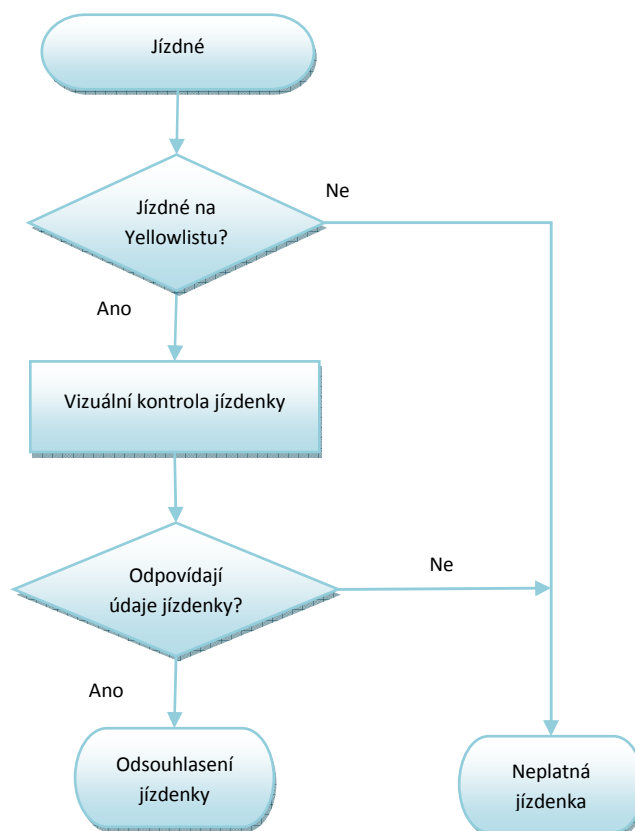 Jízdné
Ne
Jízdné na
Yellowlistu?
Ano
Vizuální kontrola jízdenky
Odpovídají
údaje jízdenky?
Ne
Ano
Odsouhlasení
jízdenky
Neplatná
jízdenka